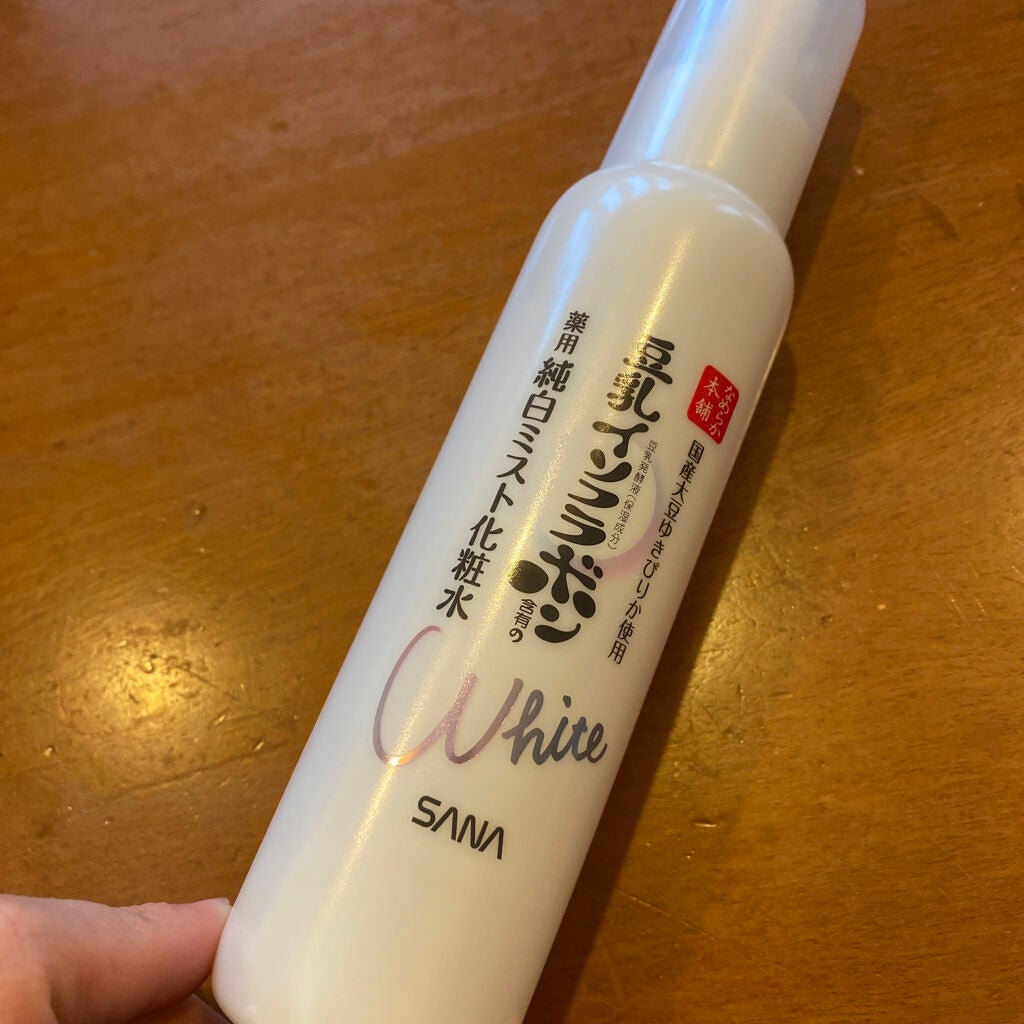 なめらか
本舗
国産大豆ゆきぴりか使用
豆乳発酵液(保湿成分)
豆乳イソフラボン
含有の
薬用 純白ミスト化粧水
White
SANA